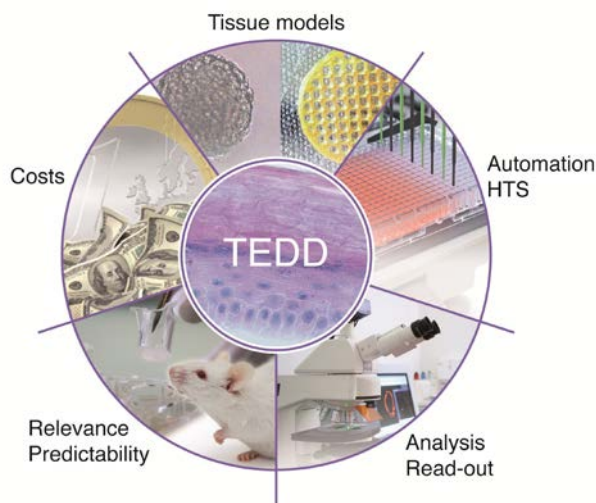 Tissue models
Automation
HTS
Costs
TEDD
Relevance
Predictability
Analysis
Read-out